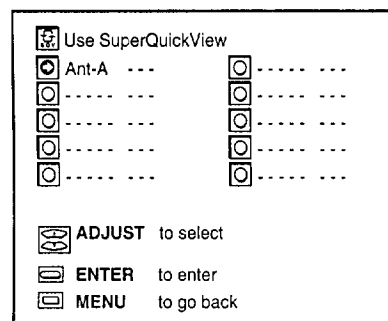 Use SuperQuickView
Ant-A - - - - - - - - - - -
- - - - - - - - - - - - - - - -
- - - - - - - - - - - - - - - -
- - - - - - - - - - - - - - - -
- - - - - - - - - - - - - - - -
ADJUST to select
ENTER to enter
MENU to go back